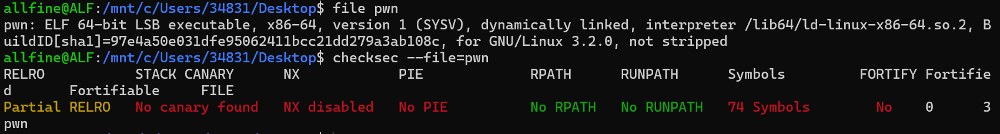 allfine@ALF:/mnt/c/Users/34831/Desktop$ file pwn
pwn: ELF 64-bit LSB executable, x86-64, version 1 (SYSV), dynamically linked, interpreter /lib64/ld-linux-x86-64.so.2, B
uildID[sha1]=97e4a50e031dfe95062411bcc21dd279a3ab108c, for GNU/Linux 3.2.0, not stripped
allfine@ALF:/mnt/c/Users/34831/Desktop$ checksec --file=pwn
RELRO           STACK CANARY      NX              PIE             RPATH      RUNPATH      Symbols         FORTIFY Fortifie
d       Fortifiable     FILE
Partial RELRO   No canary found   NX disabled   No PIE          No RPATH   No RUNPATH   74 Symbols        No    0      3
pwn